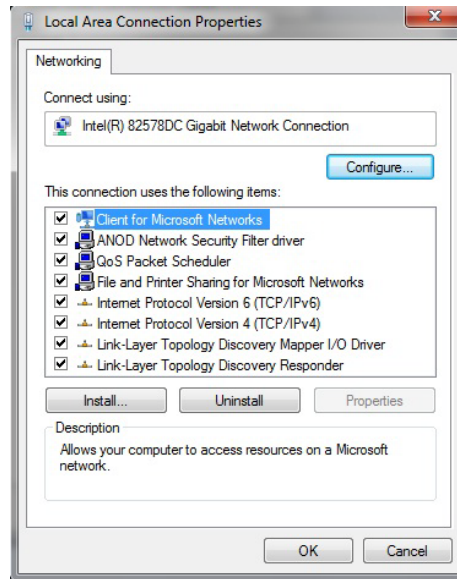 Local Area Connection Properties
Networking
Connect using:
Intel(R) 82578DC Gigabit Network Connection
Configure...
This connection uses the following items:
Client for Microsoft Networks
ANOD Network Security Filter driver
QoS Packet Scheduler
File and Printer Sharing for Microsoft Networks
Internet Protocol Version 6 (TCP/IPv6)
Internet Protocol Version 4 (TCP/IPv4)
Link-Layer Topology Discovery Mapper I/O Driver
Link-Layer Topology Discovery Responder
Install... Uninstall Properties
Description
Allows your computer to access resources on a Microsoft
network.
OK Cancel